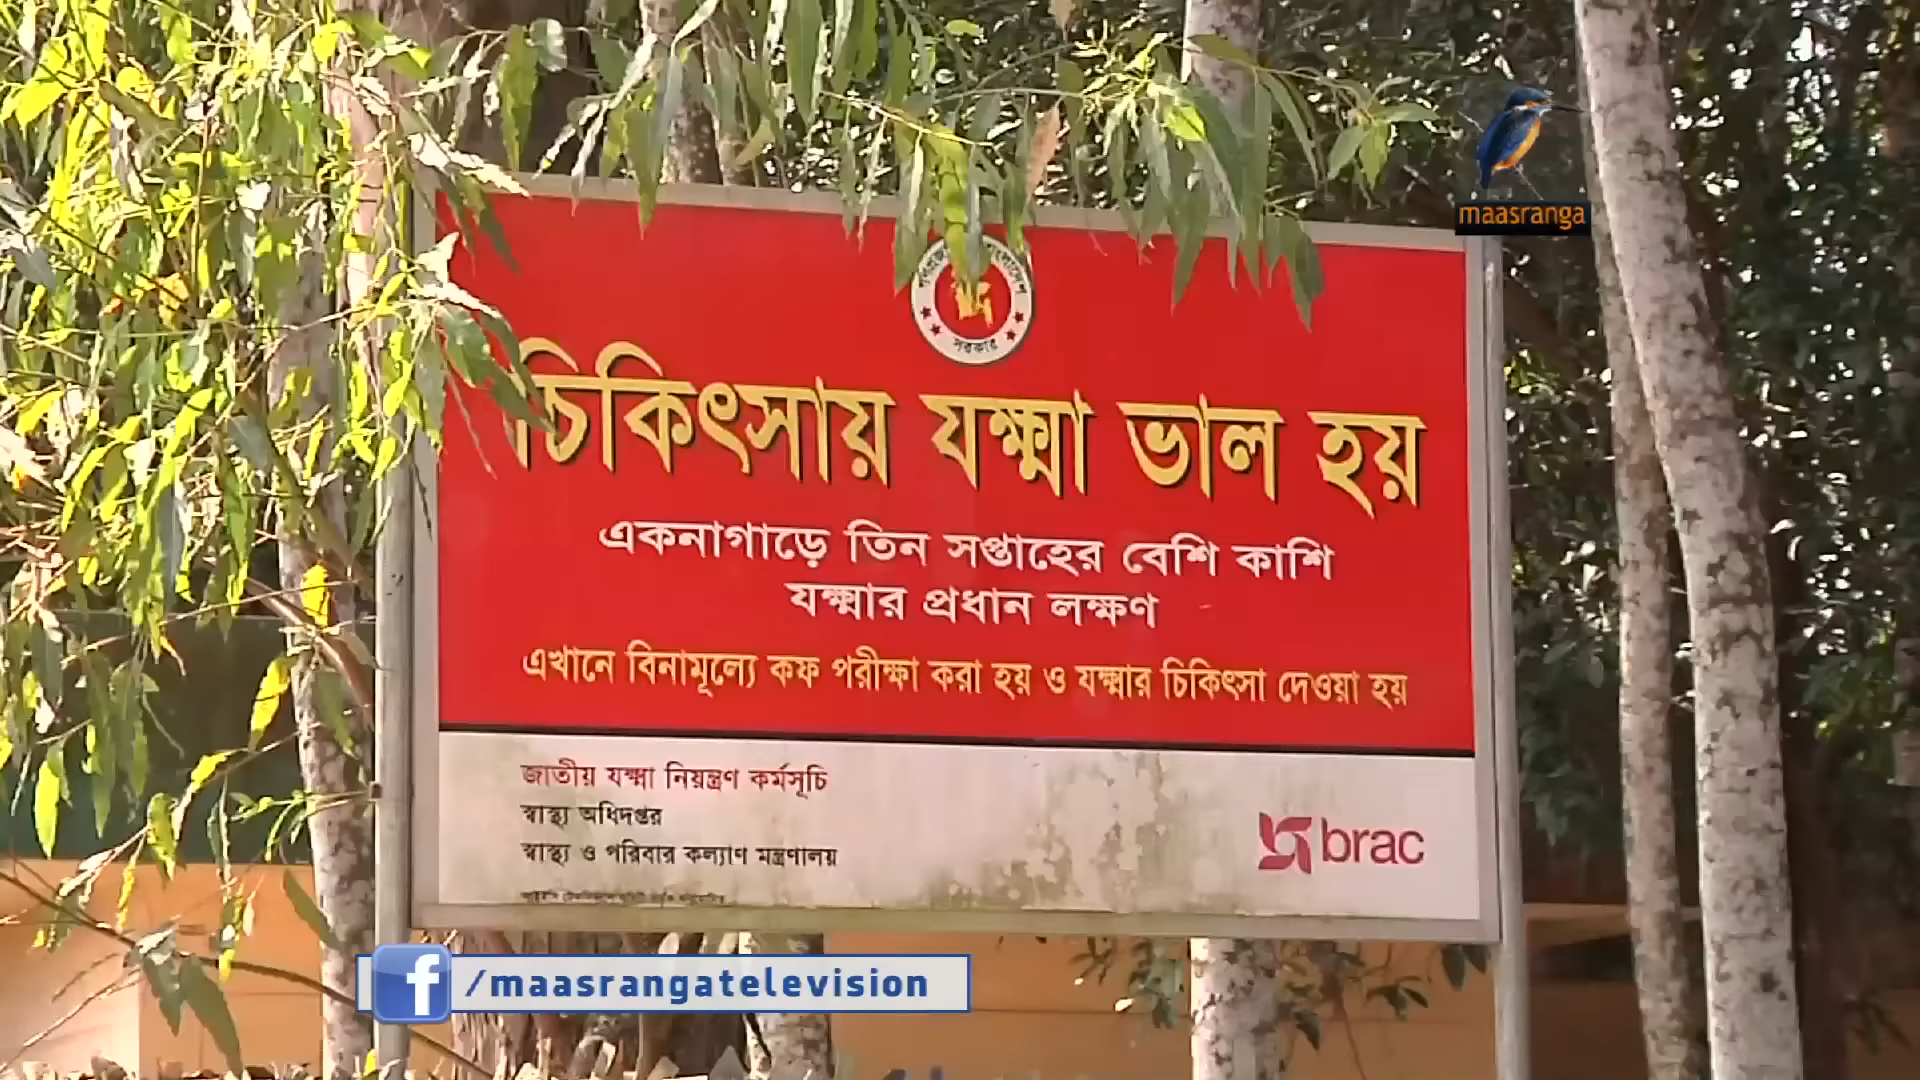 maasranga
সরকার
চিকিৎসায় যক্ষ্মা ভাল হয়
একনাগাড়ে তিন সপ্তাহের বেশি কাশি
যক্ষ্মার প্রধান লক্ষণ
এখানে বিনামূল্যে কফ পরীক্ষা করা হয় ও যক্ষ্মার চিকিৎসা দেওয়া হয়
জাতীয় যক্ষ্মা নিয়ন্ত্রণ কর্মসূচি
স্বাস্থ্য অধিদপ্তর
স্বাস্থ্য ও পরিবার কল্যাণ মন্ত্রণালয়
brac
f/maasrangatelevision